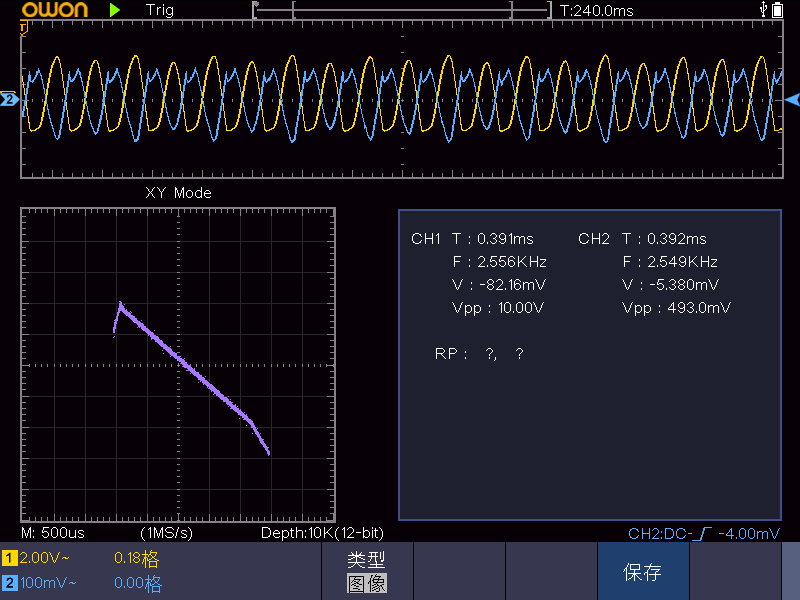 OWON Trig T:240.0ms
T
2
XY Mode
CH1 T : 0.391ms CH2 T : 0.392ms
F : 2.556KHz F : 2.549KHz
V : -82.16mV V : -5.380mV
Vpp : 10.00V Vpp : 493.0mV
RP : ?, ?
M: 500us (1MS/s) Depth:10K(12-bit) CH2:DC- -4.00mV
1 2.00V~ 0.18格 类型
2 100mV~ 0.00格 图像 保存